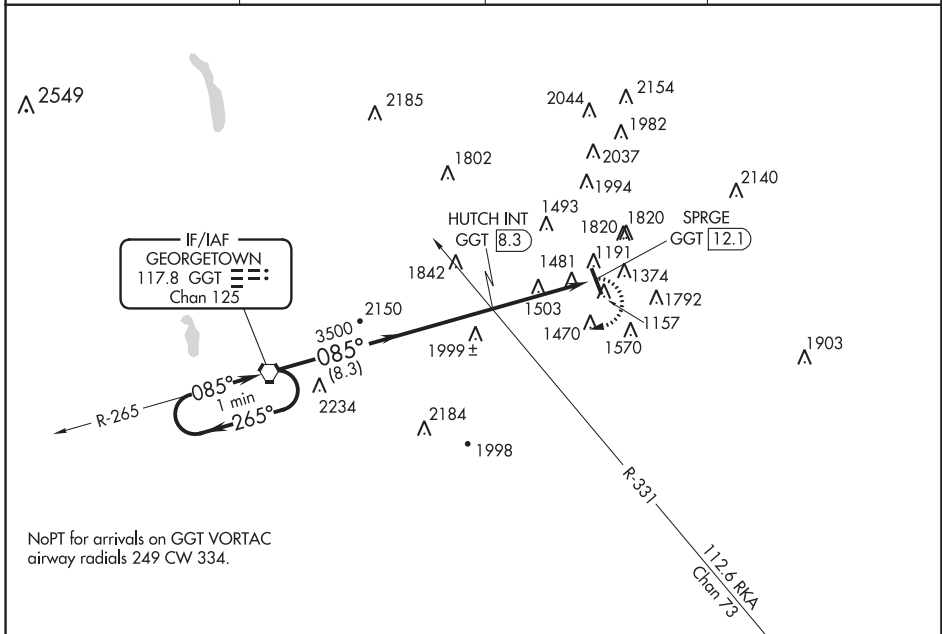 2549
2185
2044
2154
1982
2037
1802
1994
2140
1493
HUTCH INT
GGT 8.3
1820
1820
SPRGE
GGT 12.1
IF/IAF
GEORGETOWN
117.8 GGT
Chan 125
1842
1481
1191
1374
1503
1792
1157
1470
1570
3500
2150
085°
(8.3)
1999±
1903
085°
1 min
265°
R-265
2234
2184
1998
R-331
NoPT for arrivals on GGT VORTAC
airway radials 249 CW 334.
112.6 RKA
Chan 73